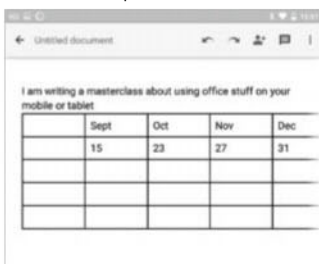 Untitled document
I am writing a masterclass about using office stuff on your
mobile or tablet
Sept Oct Nov Dec
15 23 27 31